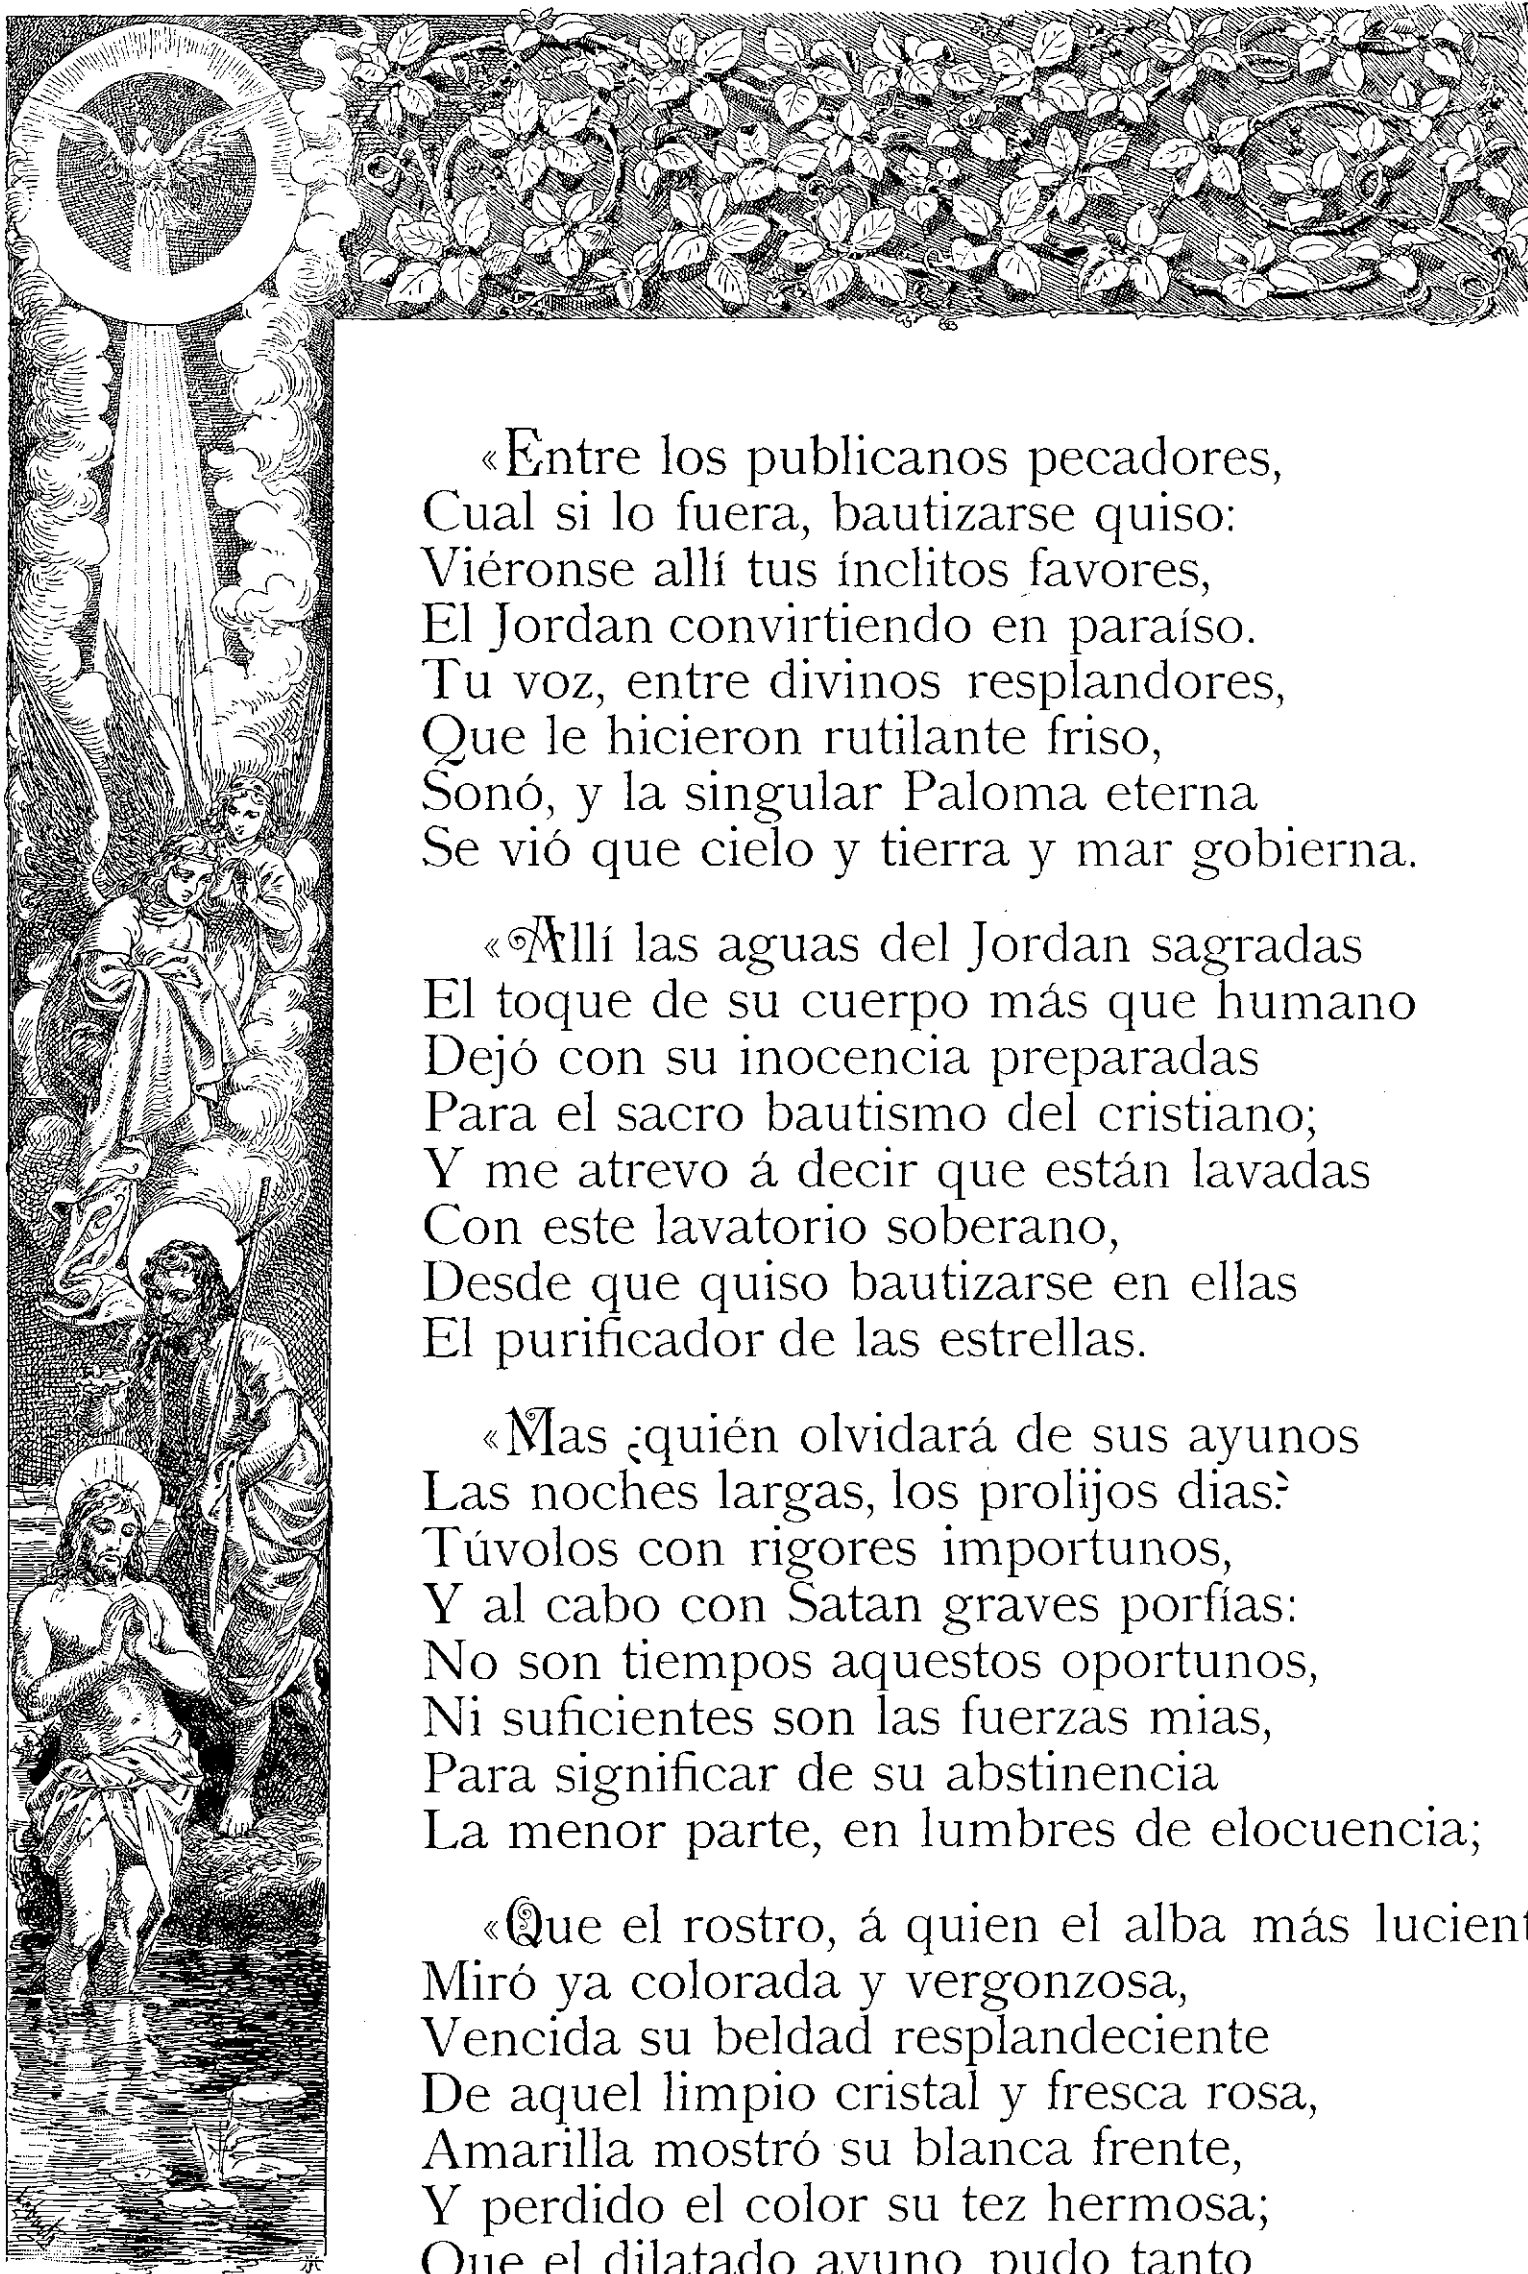 «Entre los publicanos pecadores,
Cual si lo fuera, bautizarse quiso:
Viéronse allí tus ínclitos favores,
El Jordan convirtiendo en paraíso.
Tu voz, entre divinos resplandores,
Que le hicieron rutilante friso,
Sonó, y la singular Paloma eterna
Se vió que cielo y tierra y mar gobierna.
«Allí las aguas del Jordan sagradas
El toque de su cuerpo más que humano
Dejó con su inocencia preparadas
Para el sacro bautismo del cristiano;
Y me atrevo á decir que están lavadas
Con este lavatorio soberano,
Desde que quiso bautizarse en ellas
El purificador de las estrellas.
«Mas ¿quién olvidará de sus ayunos
Las noches largas, los prolijos dias?
Túvolos con rigores importunos,
Y al cabo con Satan graves porfías:
No son tiempos aquestos oportunos,
Ni suficientes son las fuerzas mias,
Para significar de su abstinencia
La menor parte, en lumbres de elocuencia;
«Que el rostro, á quien el alba más lucient
Miró ya colorada y vergonzosa,
Vencida su beldad resplandeciente
De aquel limpio cristal y fresca rosa,
Amarilla mostró su blanca frente,
Y perdido el color su tez hermosa;
Que el dilatado ayuno pudo tanto